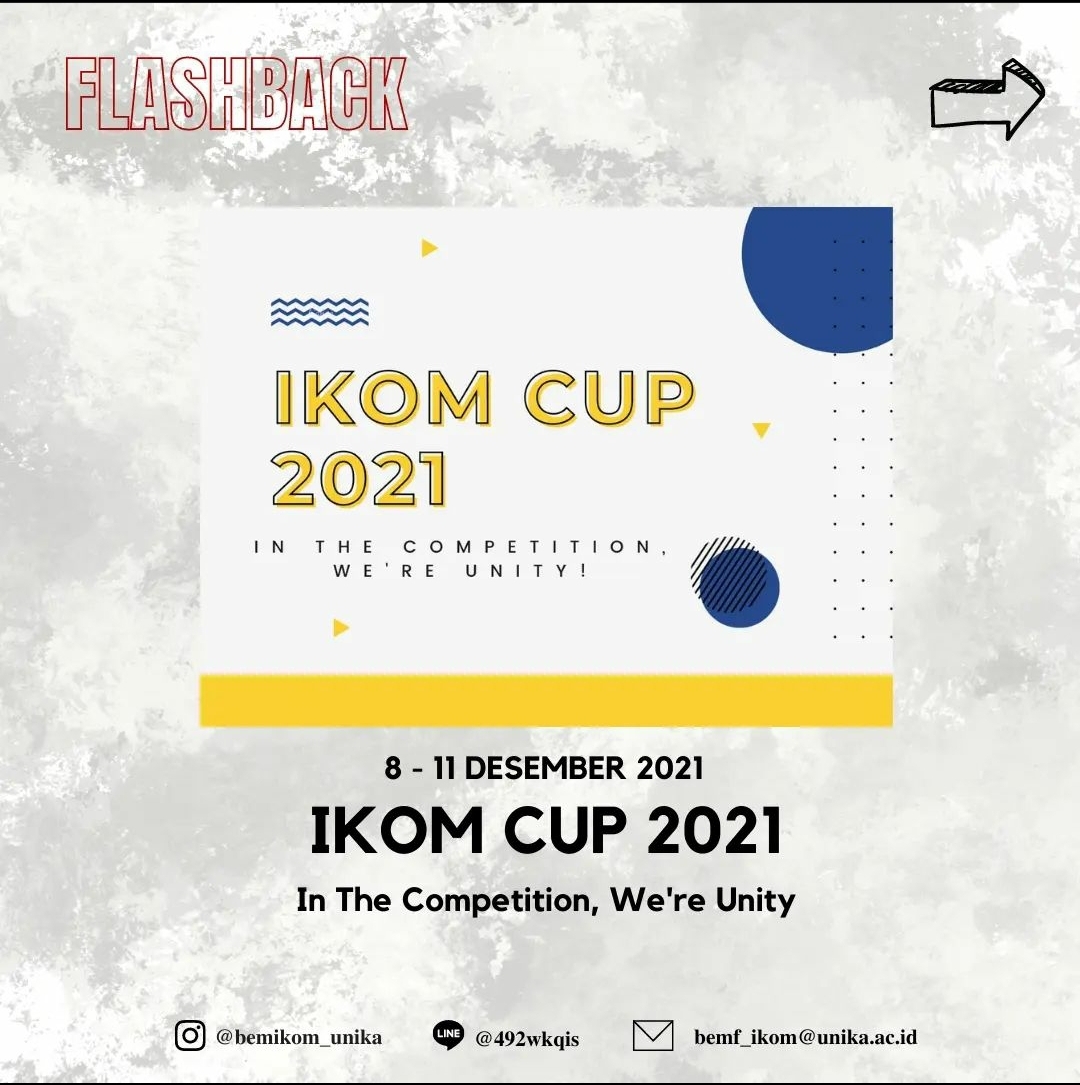 FLASHBACK
IKOM CUP
2021
IN THE COMPETITION,
WE'RE UNITY!
8 - 11 DESEMBER 2021
IKOM CUP 2021
In The Competition, We're Unity
@bemikom_unika LINE @492wkqis bemf_ikom@unika.ac.id